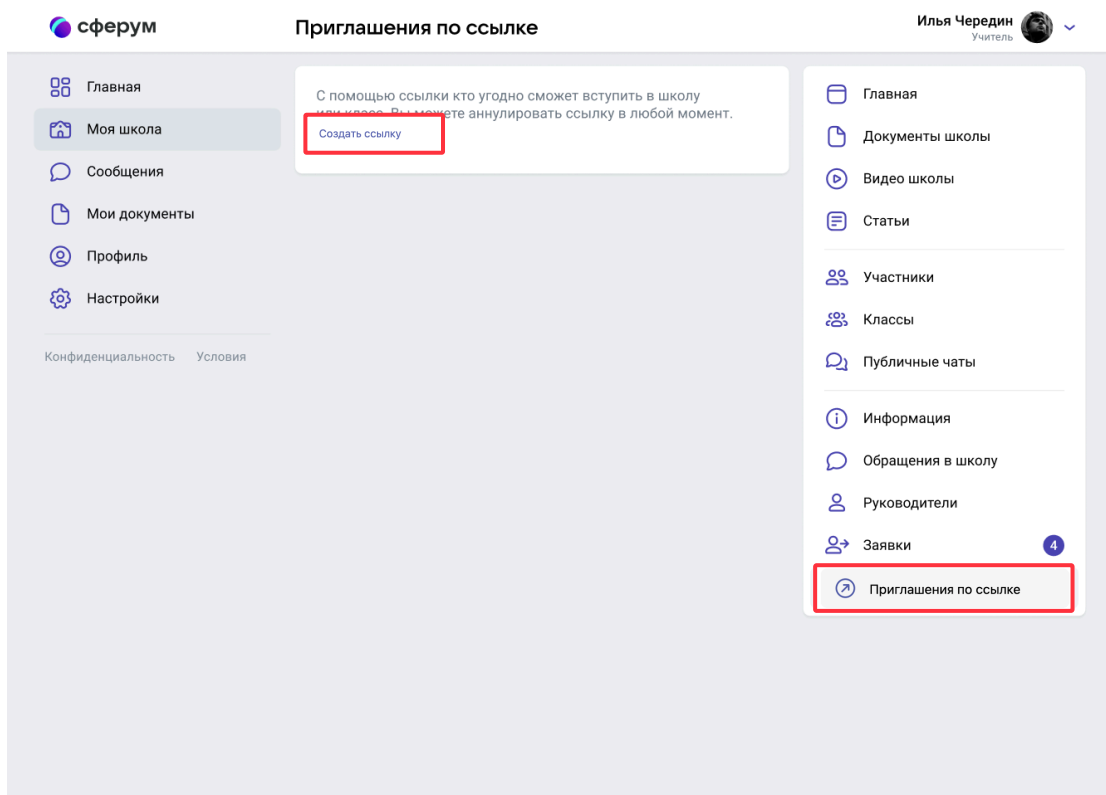 сферум
Приглашения по ссылке
Илья Чередин
Учитель
Главная
Моя школа
Сообщения
Мои документы
Профиль
Настройки
Конфиденциальность Условия
С помощью ссылки кто угодно сможет вступить в школу
или класс. Вы можете аннулировать ссылку в любой момент.
Создать ссылку
Главная
Документы школы
Видео школы
Статьи
Участники
Классы
Публичные чаты
Информация
Обращения в школу
Руководители
Заявки 4
Приглашения по ссылке